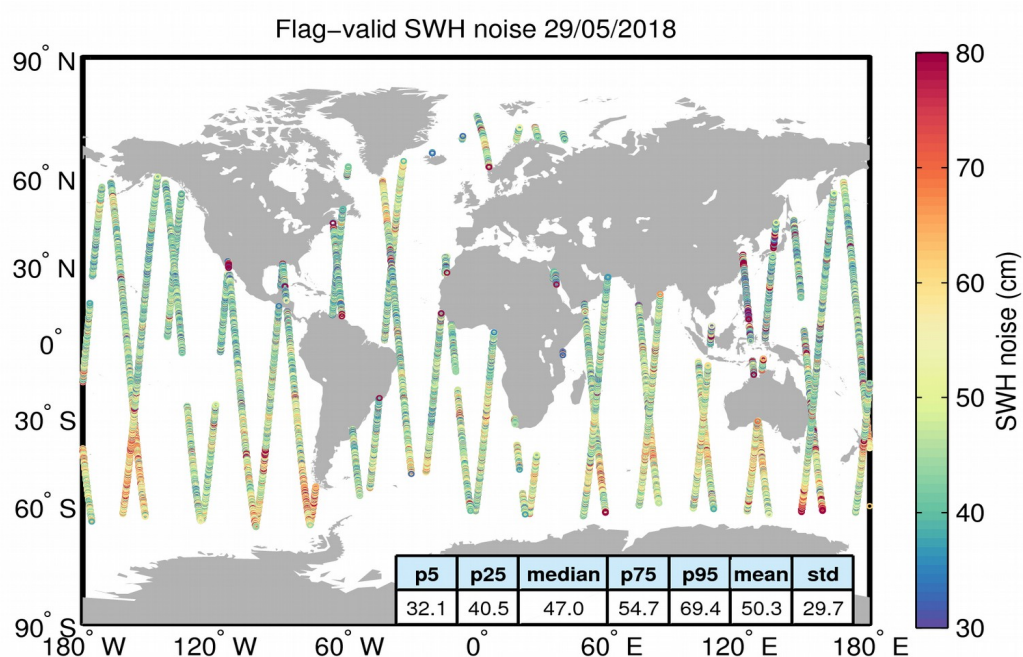 Flag−valid SWH noise 29/05/2018
90° N
60° N
30° N
0°
30° S
60° S
90° S
180° W
120° W
60° W
0°
60° E
120° E
180° E
80
70
60
50
40
30
SWH noise (cm)
p5 p25 median p75 p95 mean std
32.1 40.5 47.0 54.7 69.4 50.3 29.7